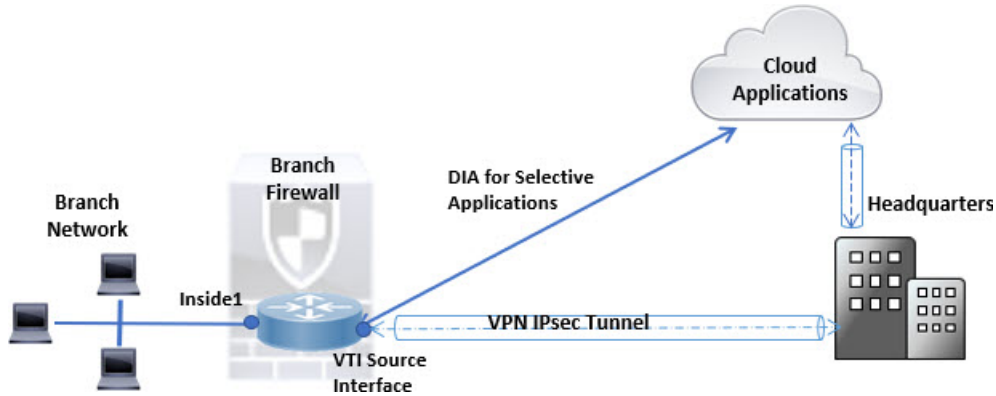 Cloud
Applications
Branch
Firewall
DIA for Selective
Applications
Branch
Network
Headquarters
Inside1
VPN IPsec Tunnel
VTI Source
Interface